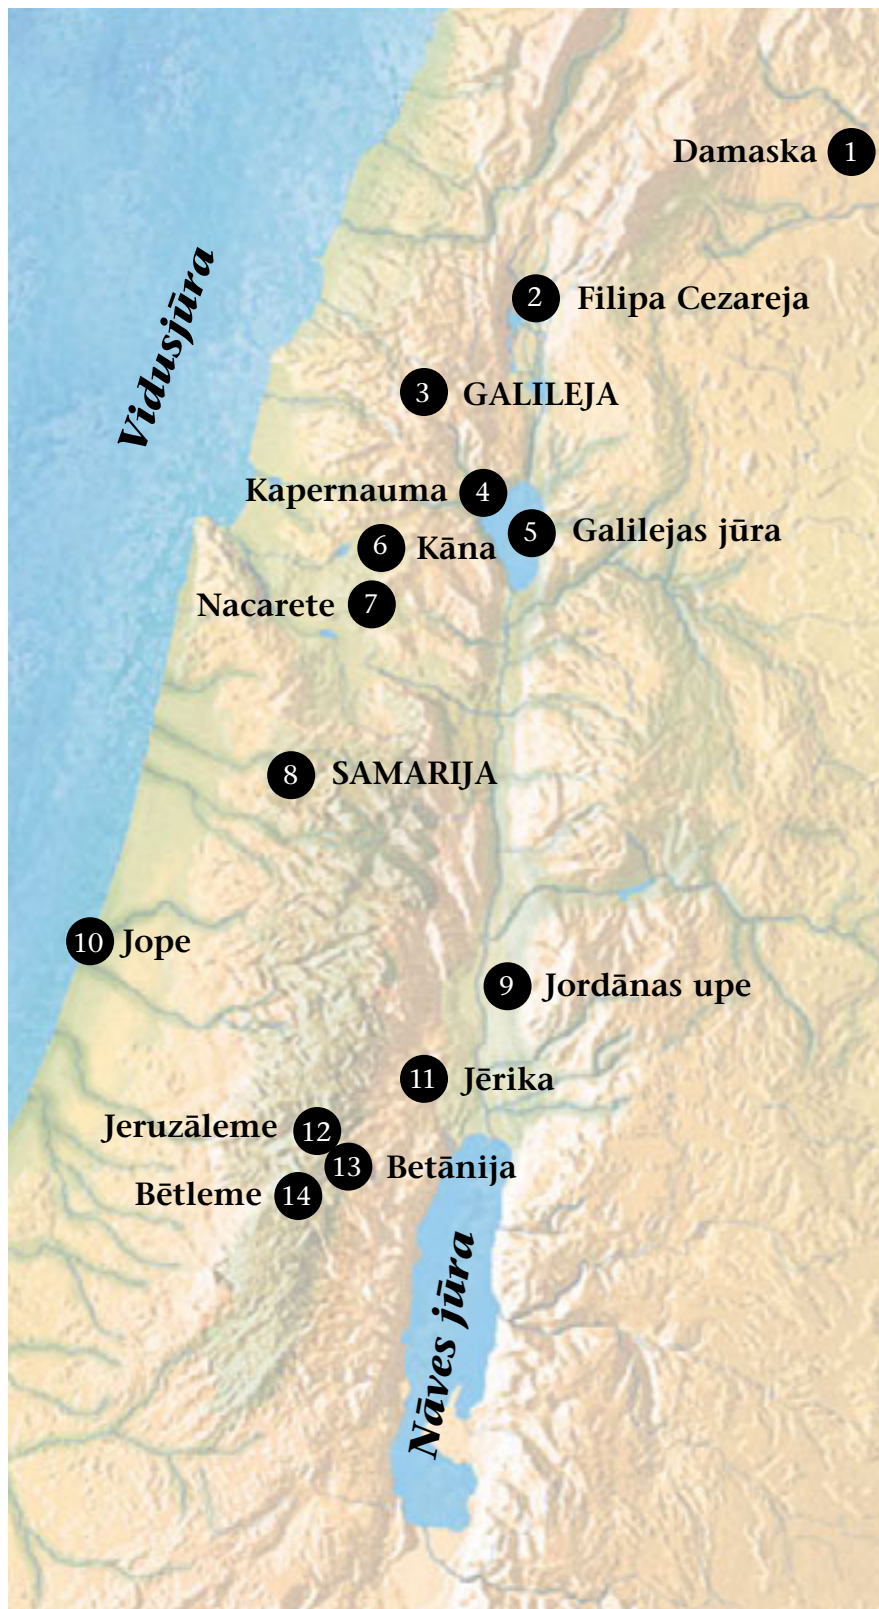 Damaska 1
Vidusjūra
2 Filipa Cezareja
3 GALILEJA
Kapernauma 4
5 Galilejas jūra
6 Kāna
Nacarete 7
8 SAMARIJA
10 Jope
9 Jordānas upe
11 Jērika
Jeruzāleme 12
13 Betānija
Bētleme 14
Nāves jūra